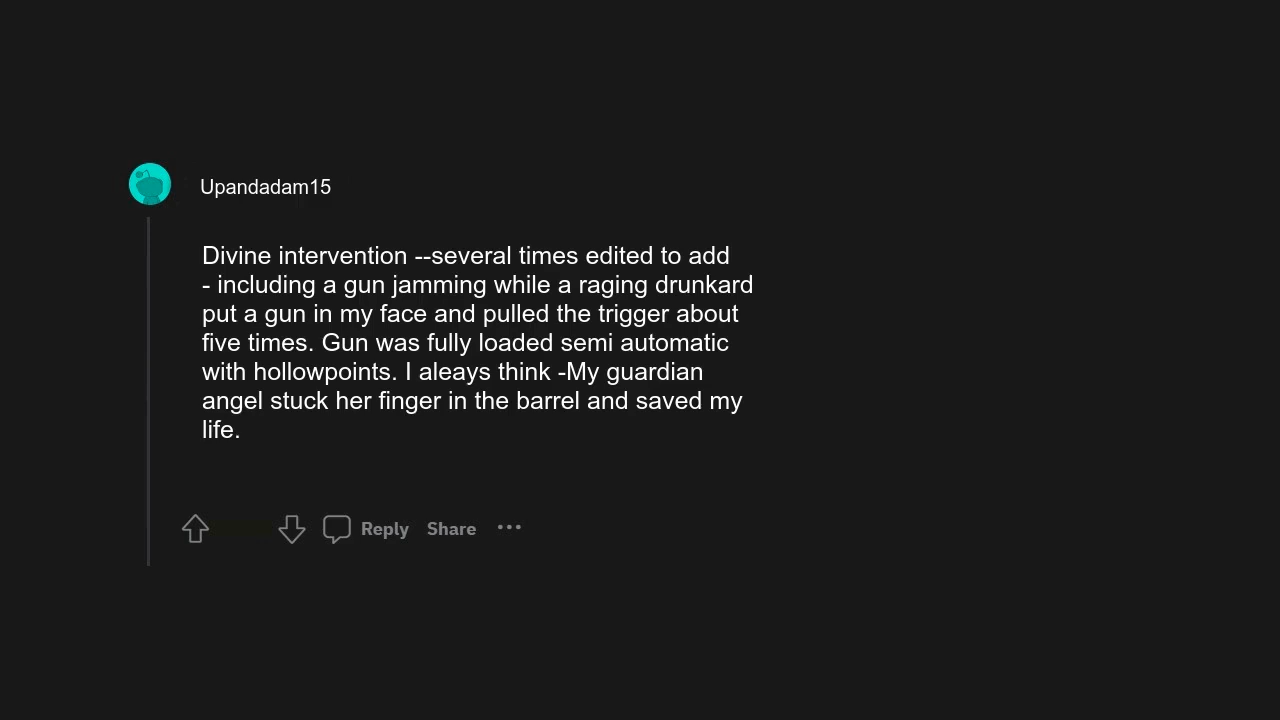 Upandadam15
Divine intervention --several times edited to add
- including a gun jamming while a raging drunkard
put a gun in my face and pulled the trigger about
five times. Gun was fully loaded semi automatic
with hollowpoints. I aleays think -My guardian
angel stuck her finger in the barrel and saved my
life.
Reply Share